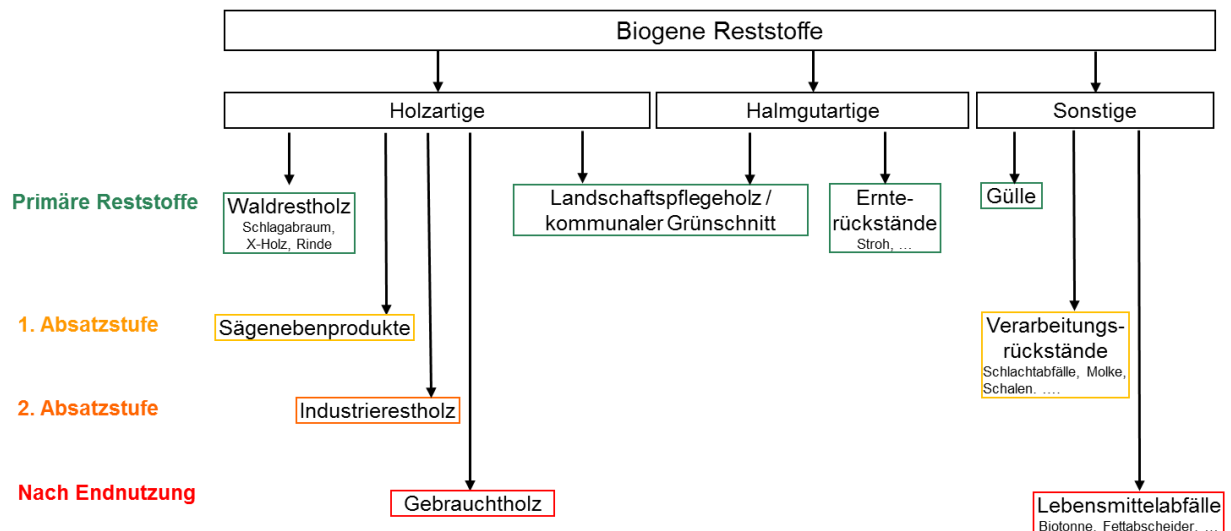 Biogene Reststoffe
Holzartige
Halmgutartige
Sonstige
Primäre Reststoffe
Waldrestholz
Schlagabraum,
X-Holz, Rinde
Landschaftspflegeholz /
kommunaler Grünschnitt
Ernte-
rückstände
Stroh, …
Gülle
1. Absatzstufe
Sägenebenprodukte
Verarbeitungs-
rückstände
Schlachtabfälle, Molke,
Schalen. ….
2. Absatzstufe
Industrierestholz
Nach Endnutzung
Gebrauchtholz
Lebensmittelabfälle
Biotonne, Fettabscheider, …